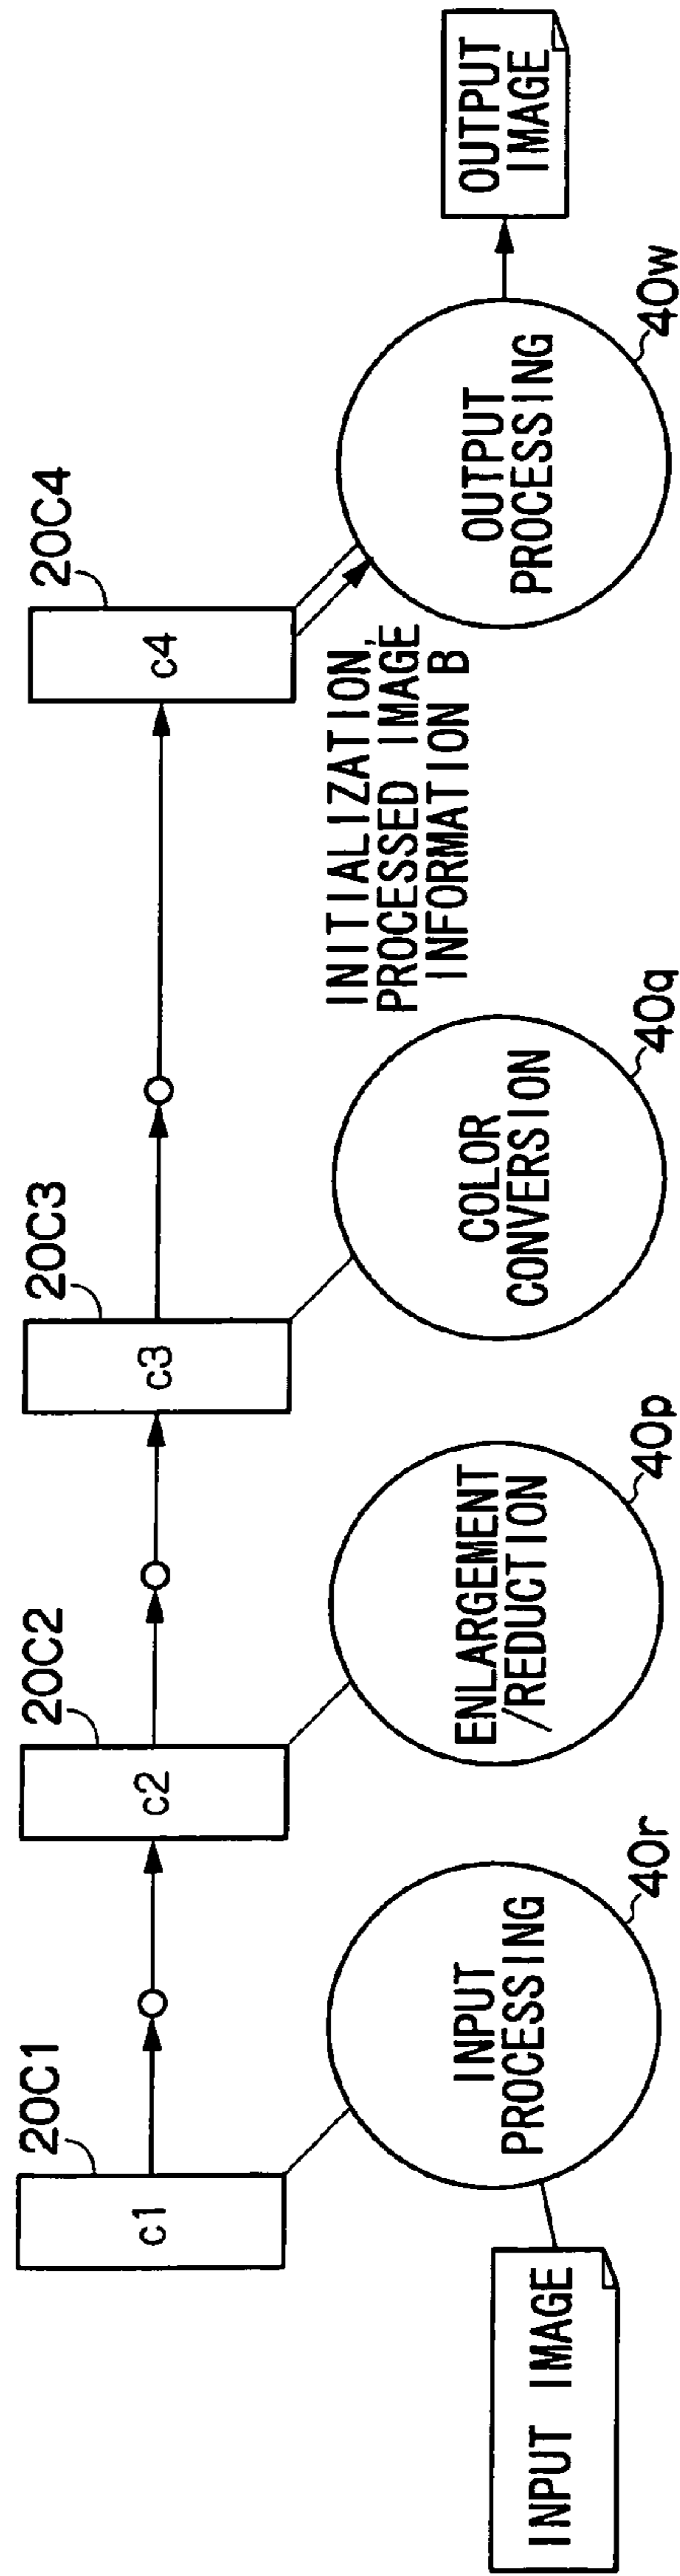 20C1
c1
20C2
c2
20C3
c3
20C4
c4
INPUT IMAGE
INPUT
PROCESSING
40r
ENLARGEMENT
/REDUCTION
40p
COLOR
CONVERSION
40q
INITIALIZATION,
PROCESSED IMAGE
INFORMATION B
OUTPUT
PROCESSING
40w
OUTPUT
IMAGE